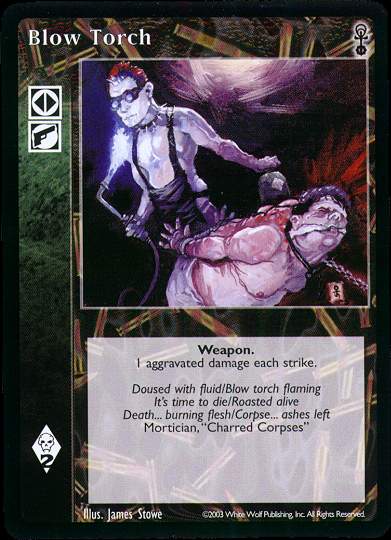 Blow Torch
Weapon.
1 aggravated damage each strike.
Doused with fluid/Blow torch flaming
It's time to die/Roasted alive
Death... burning flesh/Corpse... ashes left
Mortician, "Charred Corpses"
2
Illus. James Stowe
©2003 White Wolf Publishing, Inc. All Rights Reserved.